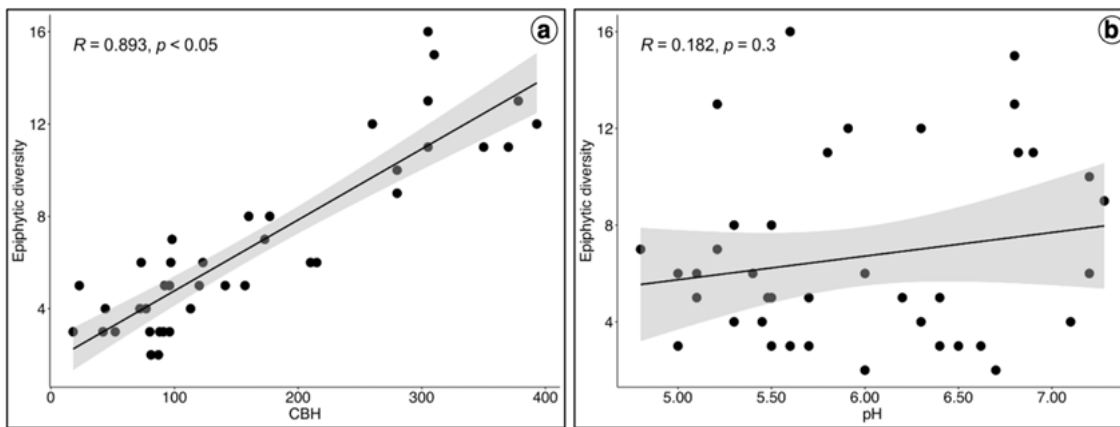 a
R = 0.893, p < 0.05
16
12
8
4
Epiphytic diversity
0
100
200
300
400
CBH
b
R = 0.182, p = 0.3
16
12
8
4
Epiphytic diversity
5.00
5.50
6.00
6.50
7.00
pH